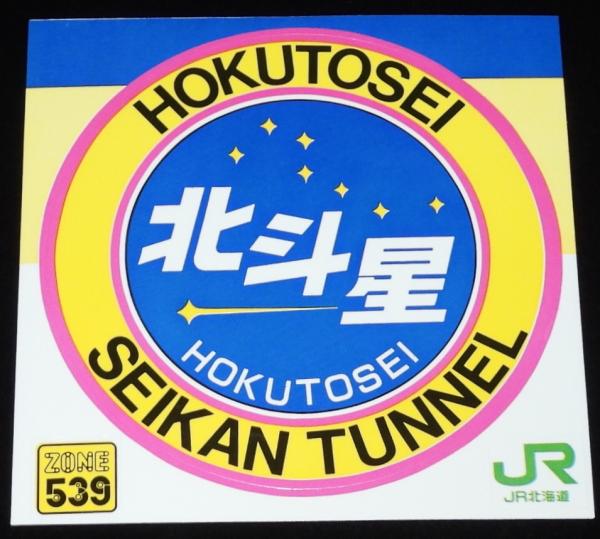 HOKUTOSEI
北斗星
HOKUTOSEI
SEIKAN TUNNEL
ZONE
539
JR
JR北海道